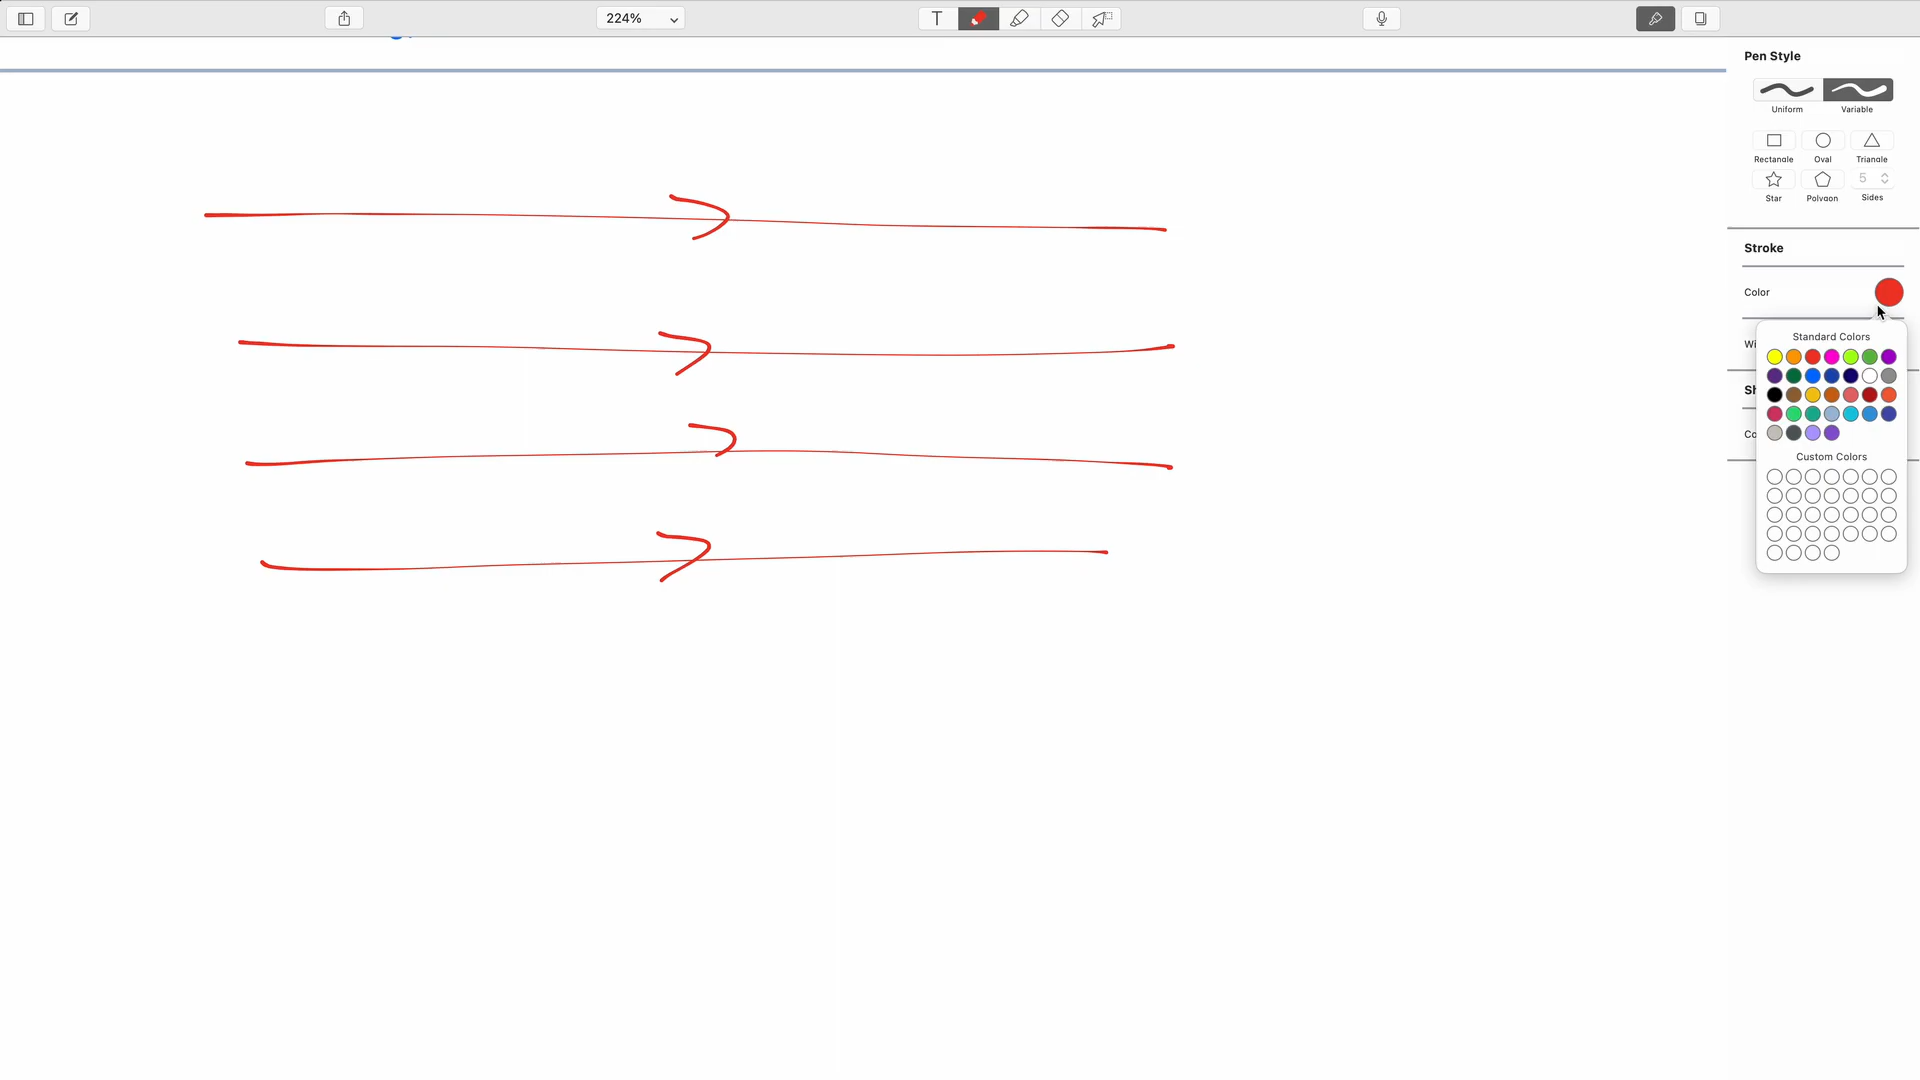 224%
T
Pen Style
Uniform
Variable
Rectangle
Oval
Triangle
5
Star
Polygon
Sides
Stroke
Color
Standard Colors
Custom Colors